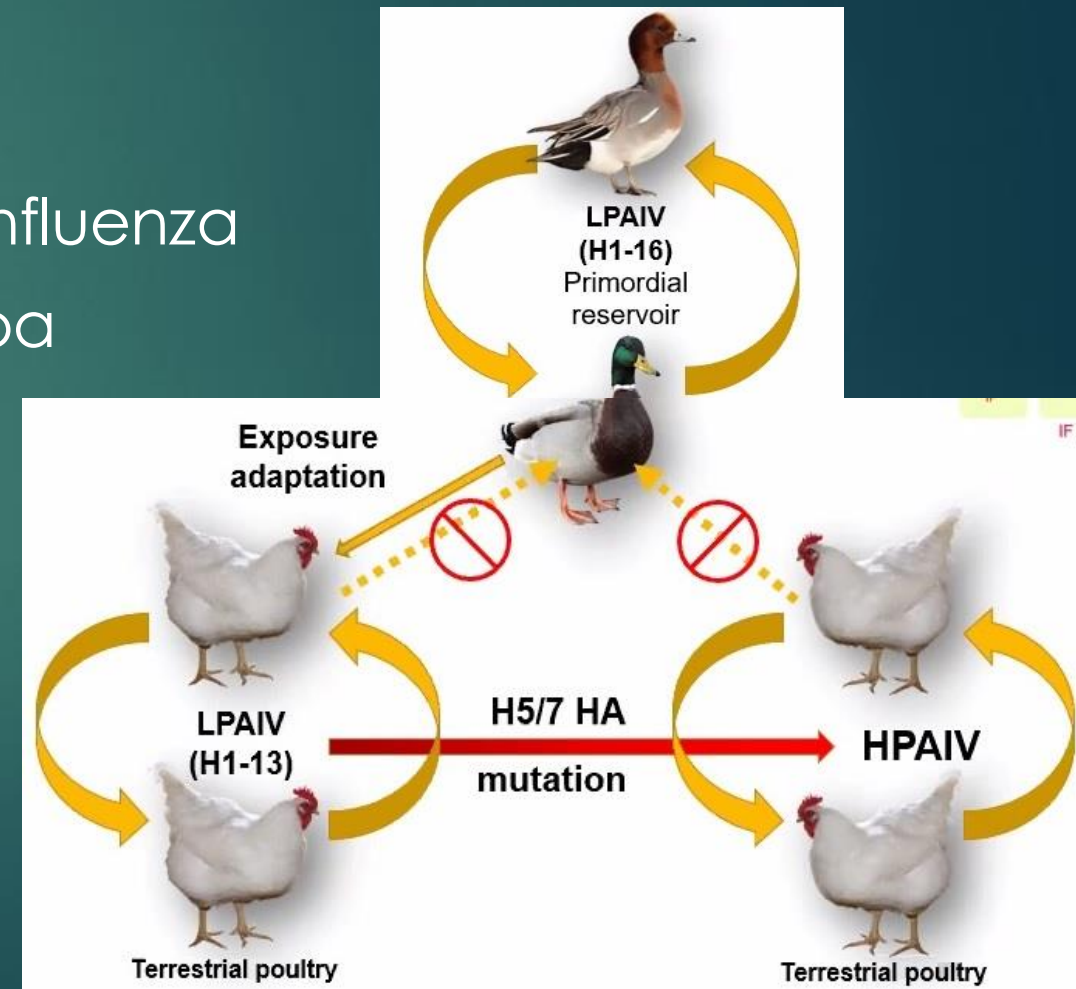 nfluenza
pa
LPAIV
(H1-16)
Primordial
reservoir
IF
Exposure
adaptation
LPAIV
(H1-13)
H5/7 HA
mutation
HPAIV
Terrestrial poultry
Terrestrial poultry